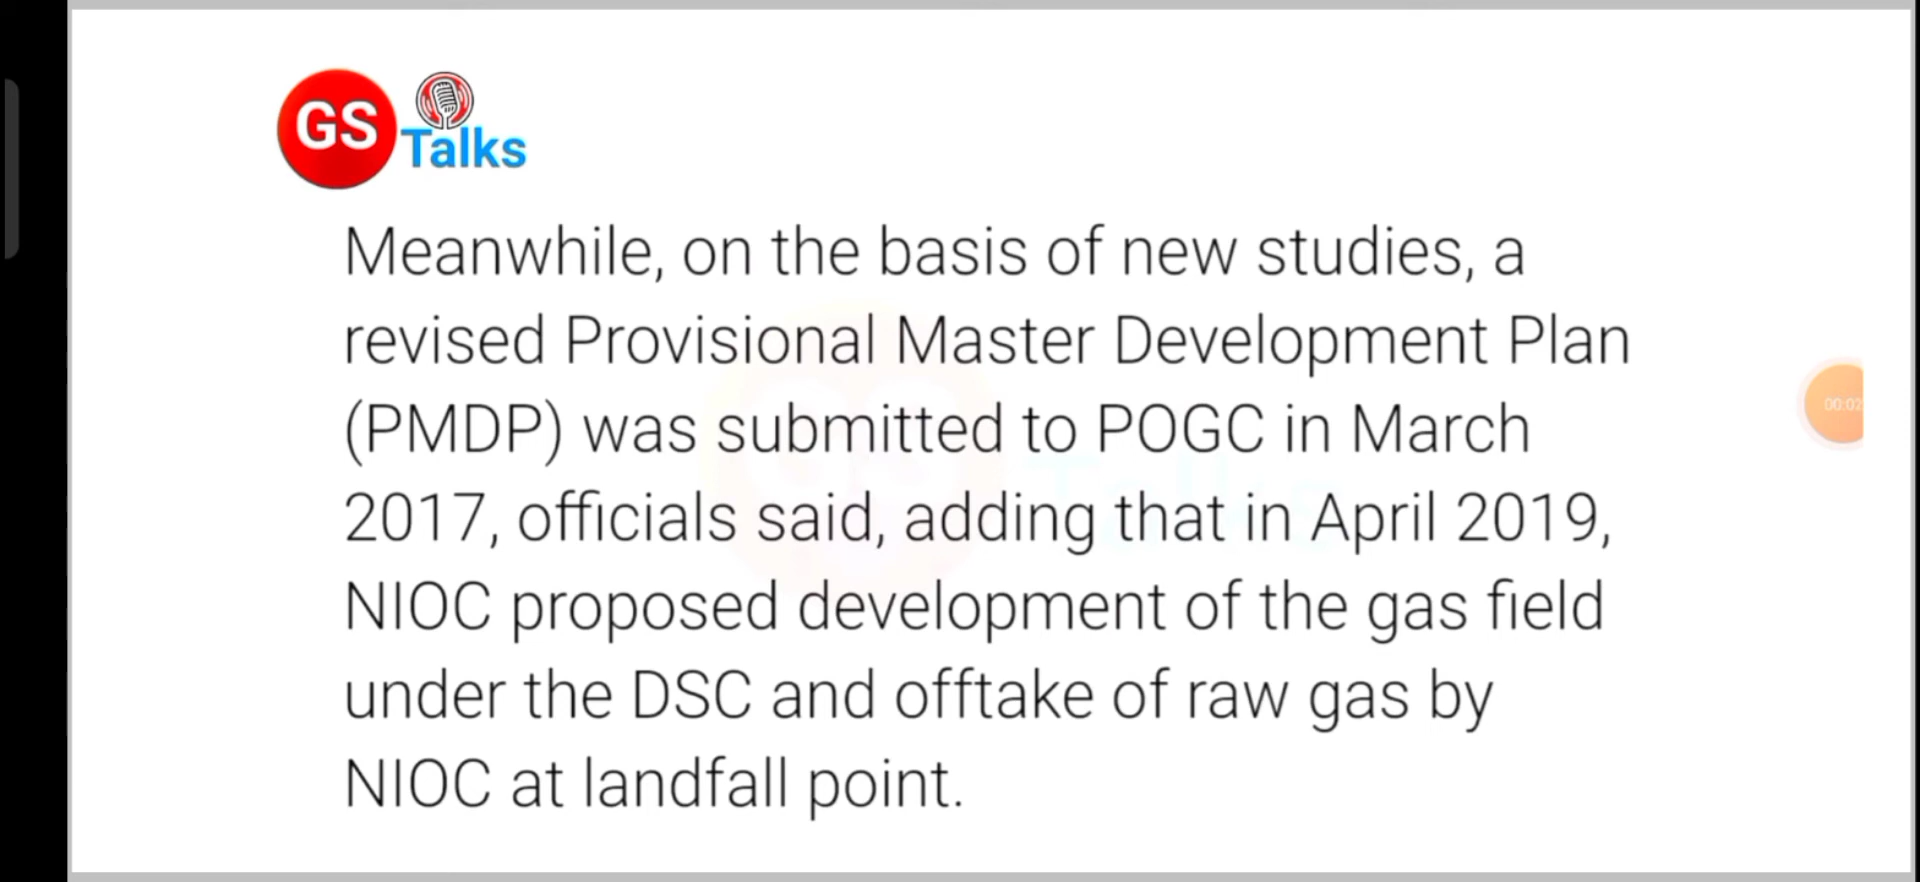 GS
Talks
Meanwhile, on the basis of new studies, a
revised Provisional Master Development Plan
(PMDP) was submitted to POGC in March
2017, officials said, adding that in April 2019,
NIOC proposed development of the gas field
under the DSC and offtake of raw gas by
NIOC at landfall point.
00:02